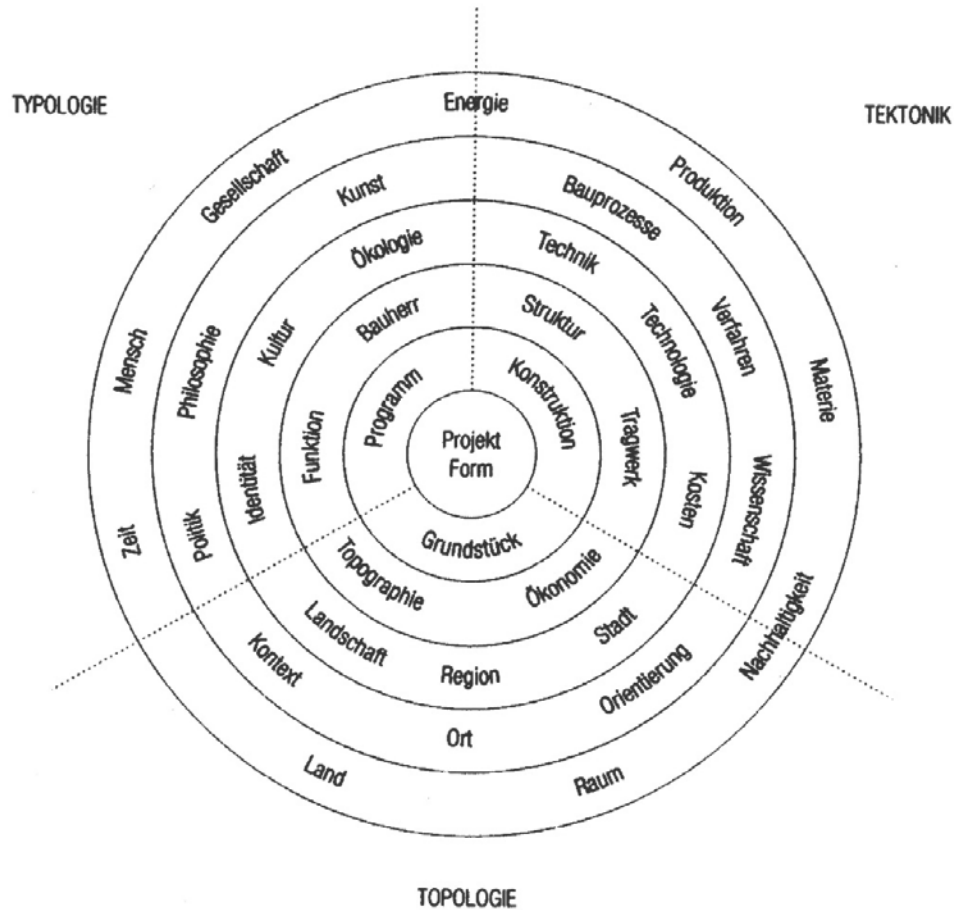 TYPOLOGIE
TEKTONIK
Energie
Gesellschaft
Produktion
Mensch
Materie
Zeit
Nachhaltigkeit
Land
Raum
Kunst
Bauprozesse
Philosophie
Verfahren
Politik
Wissenschaft
Kontext
Orientierung
Ort
Ökologie
Technik
Kultur
Technologie
Identität
Kosten
Landschaft
Stadt
Region
Bauherr
Struktur
Funktion
Tragwerk
Topographie
Ökonomie
Programm
Konstruktion
Grundstück
Projekt
Form
TOPOLOGIE